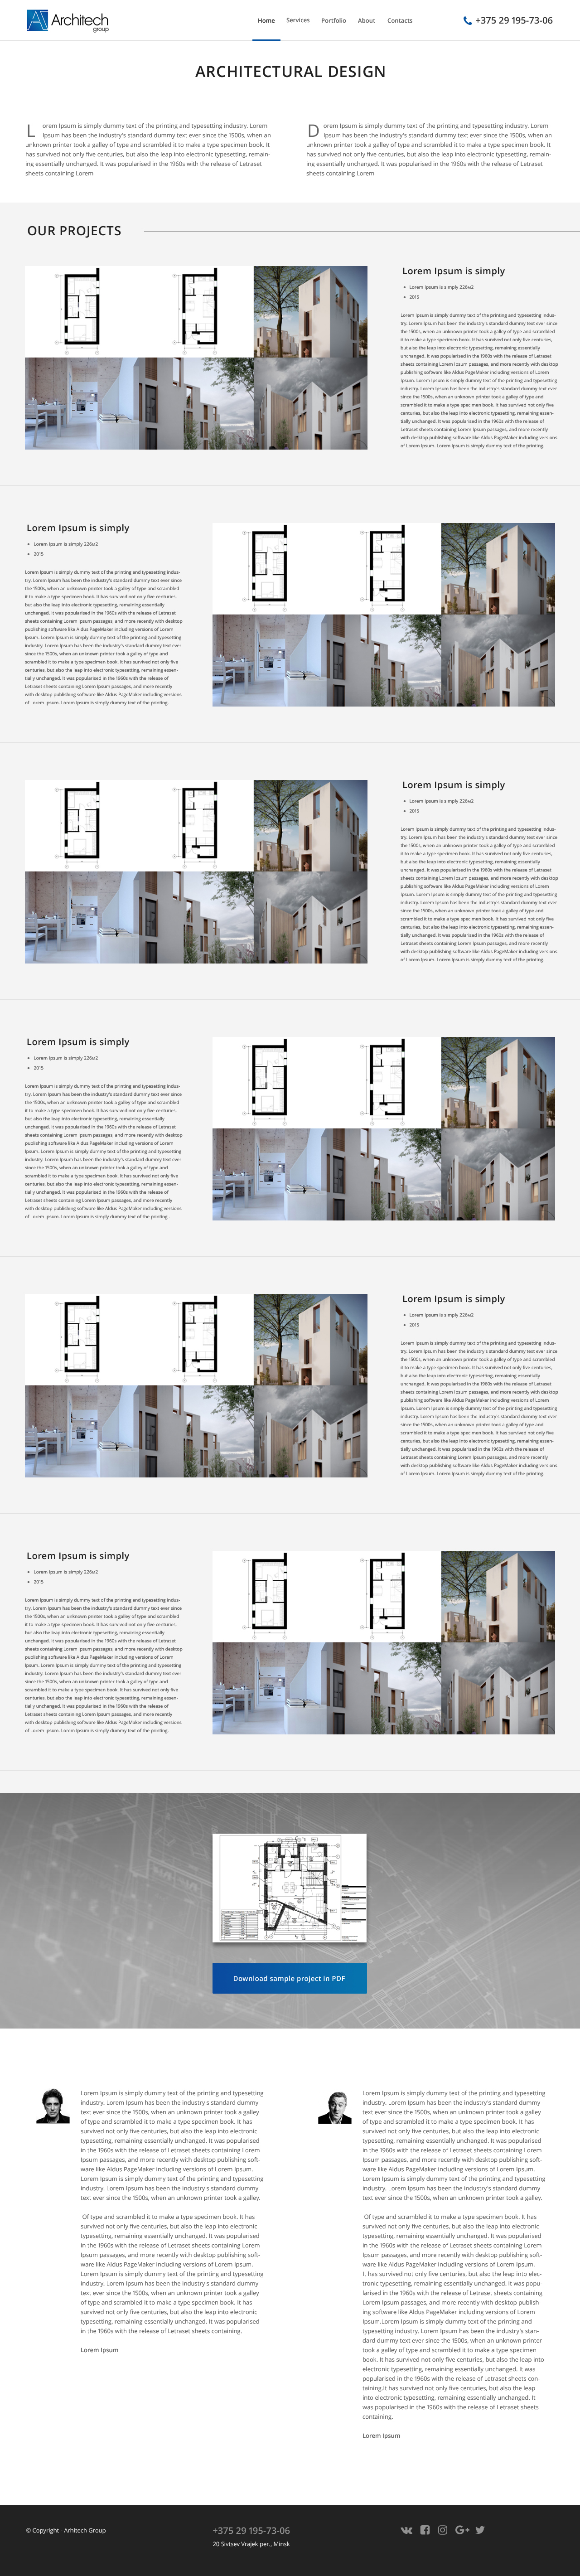 Architech
group
Home Services Portfolio About Contacts
+375 29 195-73-06
ARCHITECTURAL DESIGN
Lorem Ipsum is simply dummy text of the printing and typesetting industry. Lorem
Ipsum has been the industry's standard dummy text ever since the 1500s, when an
unknown printer took a galley of type and scrambled it to make a type specimen book. It
has survived not only five centuries, but also the leap into electronic typesetting, remain-
ing essentially unchanged. It was popularised in the 1960s with the release of Letraset
sheets containing Lorem
Dorem Ipsum is simply dummy text of the printing and typesetting industry. Lorem
Ipsum has been the industry's standard dummy text ever since the 1500s, when an
unknown printer took a galley of type and scrambled it to make a type specimen book. It
has survived not only five centuries, but also the leap into electronic typesetting, remain-
ing essentially unchanged. It was popularised in the 1960s with the release of Letraset
sheets containing Lorem
OUR PROJECTS
Lorem Ipsum is simply
• Lorem Ipsum is simply 226м2
• 2015
Lorem Ipsum is simply dummy text of the printing and typesetting indus-
try. Lorem Ipsum has been the industry's standard dummy text ever since
the 1500s, when an unknown printer took a galley of type and scrambled
it to make a type specimen book. It has survived not only five centuries,
but also the leap into electronic typesetting, remaining essentially
unchanged. It was popularised in the 1960s with the release of Letraset
sheets containing Lorem Ipsum passages, and more recently with desktop
publishing software like Aldus PageMaker including versions of Lorem
Ipsum. Lorem Ipsum is simply dummy text of the printing and typesetting
industry. Lorem Ipsum has been the industry's standard dummy text ever
since the 1500s, when an unknown printer took a galley of type and
scrambled it to make a type specimen book. It has survived not only five
centuries, but also the leap into electronic typesetting, remaining essen-
tially unchanged. It was popularised in the 1960s with the release of
Letraset sheets containing Lorem Ipsum passages, and more recently
with desktop publishing software like Aldus PageMaker including versions
of Lorem Ipsum. Lorem Ipsum is simply dummy text of the printing.
Lorem Ipsum is simply
• Lorem Ipsum is simply 226м2
• 2015
Lorem Ipsum is simply dummy text of the printing and typesetting indus-
try. Lorem Ipsum has been the industry's standard dummy text ever since
the 1500s, when an unknown printer took a galley of type and scrambled
it to make a type specimen book. It has survived not only five centuries,
but also the leap into electronic typesetting, remaining essentially
unchanged. It was popularised in the 1960s with the release of Letraset
sheets containing Lorem Ipsum passages, and more recently with desktop
publishing software like Aldus PageMaker including versions of Lorem
Ipsum. Lorem Ipsum is simply dummy text of the printing and typesetting
industry. Lorem Ipsum has been the industry's standard dummy text ever
since the 1500s, when an unknown printer took a galley of type and
scrambled it to make a type specimen book. It has survived not only five
centuries, but also the leap into electronic typesetting, remaining essen-
tially unchanged. It was popularised in the 1960s with the release of
Letraset sheets containing Lorem Ipsum passages, and more recently
with desktop publishing software like Aldus PageMaker including versions
of Lorem Ipsum. Lorem Ipsum is simply dummy text of the printing.
Lorem Ipsum is simply
• Lorem Ipsum is simply 226м2
• 2015
Lorem Ipsum is simply dummy text of the printing and typesetting indus-
try. Lorem Ipsum has been the industry's standard dummy text ever since
the 1500s, when an unknown printer took a galley of type and scrambled
it to make a type specimen book. It has survived not only five centuries,
but also the leap into electronic typesetting, remaining essentially
unchanged. It was popularised in the 1960s with the release of Letraset
sheets containing Lorem Ipsum passages, and more recently with desktop
publishing software like Aldus PageMaker including versions of Lorem
Ipsum. Lorem Ipsum is simply dummy text of the printing and typesetting
industry. Lorem Ipsum has been the industry's standard dummy text ever
since the 1500s, when an unknown printer took a galley of type and
scrambled it to make a type specimen book. It has survived not only five
centuries, but also the leap into electronic typesetting, remaining essen-
tially unchanged. It was popularised in the 1960s with the release of
Letraset sheets containing Lorem Ipsum passages, and more recently
with desktop publishing software like Aldus PageMaker including versions
of Lorem Ipsum. Lorem Ipsum is simply dummy text of the printing.
Lorem Ipsum is simply
• Lorem Ipsum is simply 226м2
• 2015
Lorem Ipsum is simply dummy text of the printing and typesetting indus-
try. Lorem Ipsum has been the industry's standard dummy text ever since
the 1500s, when an unknown printer took a galley of type and scrambled
it to make a type specimen book. It has survived not only five centuries,
but also the leap into electronic typesetting, remaining essentially
unchanged. It was popularised in the 1960s with the release of Letraset
sheets containing Lorem Ipsum passages, and more recently with desktop
publishing software like Aldus PageMaker including versions of Lorem
Ipsum. Lorem Ipsum is simply dummy text of the printing and typesetting
industry. Lorem Ipsum has been the industry's standard dummy text ever
since the 1500s, when an unknown printer took a galley of type and
scrambled it to make a type specimen book. It has survived not only five
centuries, but also the leap into electronic typesetting, remaining essen-
tially unchanged. It was popularised in the 1960s with the release of
Letraset sheets containing Lorem Ipsum passages, and more recently
with desktop publishing software like Aldus PageMaker including versions
of Lorem Ipsum. Lorem Ipsum is simply dummy text of the printing.
Lorem Ipsum is simply
• Lorem Ipsum is simply 226м2
• 2015
Lorem Ipsum is simply dummy text of the printing and typesetting indus-
try. Lorem Ipsum has been the industry's standard dummy text ever since
the 1500s, when an unknown printer took a galley of type and scrambled
it to make a type specimen book. It has survived not only five centuries,
but also the leap into electronic typesetting, remaining essentially
unchanged. It was popularised in the 1960s with the release of Letraset
sheets containing Lorem Ipsum passages, and more recently with desktop
publishing software like Aldus PageMaker including versions of Lorem
Ipsum. Lorem Ipsum is simply dummy text of the printing and typesetting
industry. Lorem Ipsum has been the industry's standard dummy text ever
since the 1500s, when an unknown printer took a galley of type and
scrambled it to make a type specimen book. It has survived not only five
centuries, but also the leap into electronic typesetting, remaining essen-
tially unchanged. It was popularised in the 1960s with the release of
Letraset sheets containing Lorem Ipsum passages, and more recently
with desktop publishing software like Aldus PageMaker including versions
of Lorem Ipsum. Lorem Ipsum is simply dummy text of the printing.
Lorem Ipsum is simply
• Lorem Ipsum is simply 226м2
• 2015
Lorem Ipsum is simply dummy text of the printing and typesetting indus-
try. Lorem Ipsum has been the industry's standard dummy text ever since
the 1500s, when an unknown printer took a galley of type and scrambled
it to make a type specimen book. It has survived not only five centuries,
but also the leap into electronic typesetting, remaining essentially
unchanged. It was popularised in the 1960s with the release of Letraset
sheets containing Lorem Ipsum passages, and more recently with desktop
publishing software like Aldus PageMaker including versions of Lorem
Ipsum. Lorem Ipsum is simply dummy text of the printing and typesetting
industry. Lorem Ipsum has been the industry's standard dummy text ever
since the 1500s, when an unknown printer took a galley of type and
scrambled it to make a type specimen book. It has survived not only five
centuries, but also the leap into electronic typesetting, remaining essen-
tially unchanged. It was popularised in the 1960s with the release of
Letraset sheets containing Lorem Ipsum passages, and more recently
with desktop publishing software like Aldus PageMaker including versions
of Lorem Ipsum. Lorem Ipsum is simply dummy text of the printing.
Download sample project in PDF
Lorem Ipsum is simply dummy text of the printing and typesetting
industry. Lorem Ipsum has been the industry's standard dummy
text ever since the 1500s, when an unknown printer took a galley
of type and scrambled it to make a type specimen book. It has
survived not only five centuries, but also the leap into electronic
typesetting, remaining essentially unchanged. It was popularised
in the 1960s with the release of Letraset sheets containing Lorem
Ipsum passages, and more recently with desktop publishing soft-
ware like Aldus PageMaker including versions of Lorem Ipsum.
Lorem Ipsum is simply dummy text of the printing and typesetting
industry. Lorem Ipsum has been the industry's standard dummy
text ever since the 1500s, when an unknown printer took a galley.
Of type and scrambled it to make a type specimen book. It has
survived not only five centuries, but also the leap into electronic
typesetting, remaining essentially unchanged. It was popularised
in the 1960s with the release of Letraset sheets containing Lorem
Ipsum passages, and more recently with desktop publishing soft-
ware like Aldus PageMaker including versions of Lorem Ipsum.
Lorem Ipsum is simply dummy text of the printing and typesetting
industry. Lorem Ipsum has been the industry's standard dummy
text ever since the 1500s, when an unknown printer took a galley
of type and scrambled it to make a type specimen book. It has
survived not only five centuries, but also the leap into electronic
typesetting, remaining essentially unchanged. It was popularised
in the 1960s with the release of Letraset sheets containing.
Lorem Ipsum
Lorem Ipsum is simply dummy text of the printing and typesetting
industry. Lorem Ipsum has been the industry's standard dummy
text ever since the 1500s, when an unknown printer took a galley
of type and scrambled it to make a type specimen book. It has
survived not only five centuries, but also the leap into electronic
typesetting, remaining essentially unchanged. It was popularised
in the 1960s with the release of Letraset sheets containing Lorem
Ipsum passages, and more recently with desktop publishing soft-
ware like Aldus PageMaker including versions of Lorem Ipsum.
Lorem Ipsum is simply dummy text of the printing and typesetting
industry. Lorem Ipsum has been the industry's standard dummy
text ever since the 1500s, when an unknown printer took a galley.
Of type and scrambled it to make a type specimen book. It has
survived not only five centuries, but also the leap into electronic
typesetting, remaining essentially unchanged. It was popularised
in the 1960s with the release of Letraset sheets containing Lorem
Ipsum passages, and more recently with desktop publishing soft-
ware like Aldus PageMaker including versions of Lorem Ipsum.
It has survived not only five centuries, but also the leap into elec-
tronic typesetting, remaining essentially unchanged. It was popu-
larised in the 1960s with the release of Letraset sheets containing
Lorem Ipsum passages, and more recently with desktop publish-
ing software like Aldus PageMaker including versions of Lorem
Ipsum.Lorem Ipsum is simply dummy text of the printing and
typesetting industry. Lorem Ipsum has been the industry's stan-
dard dummy text ever since the 1500s, when an unknown printer
took a galley of type and scrambled it to make a type specimen
book. It has survived not only five centuries, but also the leap into
electronic typesetting, remaining essentially unchanged. It was
popularised in the 1960s with the release of Letraset sheets con-
taining.It has survived not only five centuries, but also the leap
into electronic typesetting, remaining essentially unchanged. It
was popularised in the 1960s with the release of Letraset sheets
containing.
Lorem Ipsum
© Copyright - Arhitech Group
+375 29 195-73-06
20 Sivtsev Vrajek per., Minsk